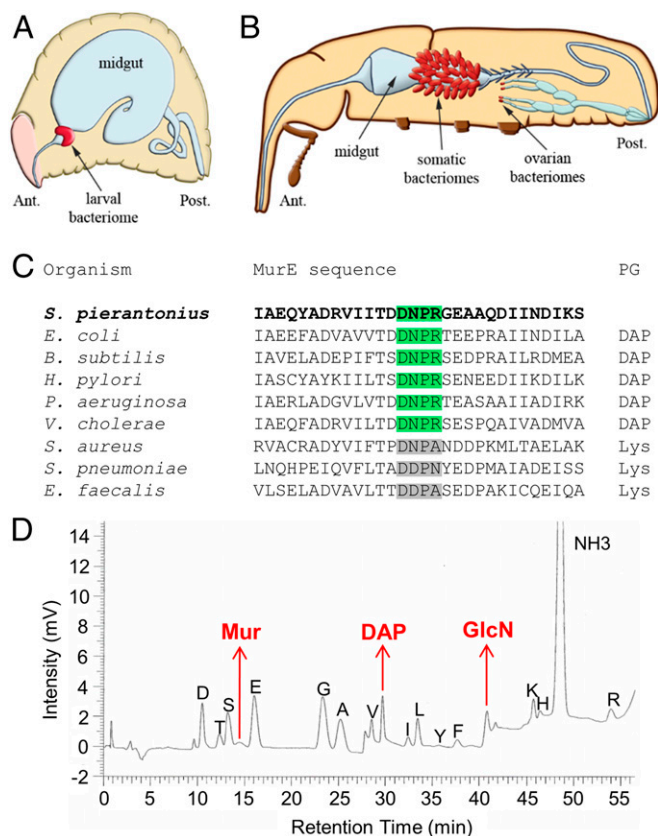 A
midgut
Ant.
larval
bacteriome
Post.
B
midgut
somatic
bacteriomes
ovarian
bacteriomes
Ant.
Post.
C
Organism MurE sequence PG
S. pierantonius IAEQYADRVIITDDNPRGEAAQDIINDIKS
E. coli IAEEFADVAVVTDDNPRTEEPRAIINDILA DAP
B. subtilis IAVELADEPIFTSDNPRSEDPRAILRDMEA DAP
H. pylori IASCYAYKIILTSDNPRSENEEDIIKDILK DAP
P. aeruginosa IAERLADGVLVTDDNPRTEASAAIIADIRK DAP
V. cholerae IAEQFADRVILTDDNPRSESPQAIVADMVA DAP
S. aureus RVACRADYVIFTPDNPANDDPKMLTAELAK Lys
S. pneumoniae LNQHPEIQVFLTADDPNYEDPMAIADEISS Lys
E. faecalis VLSELADVAVLTTDDPASEDPAKICQEIQA Lys
D
Intensity (mV)
14
12
10
8
6
4
2
0
-2
D
T
S
Mur
E
G
A
V
DAP
I
L
Y
F
GlcN
K
H
NH3
R
0 5 10 15 20 25 30 35 40 45 50 55
Retention Time (min)